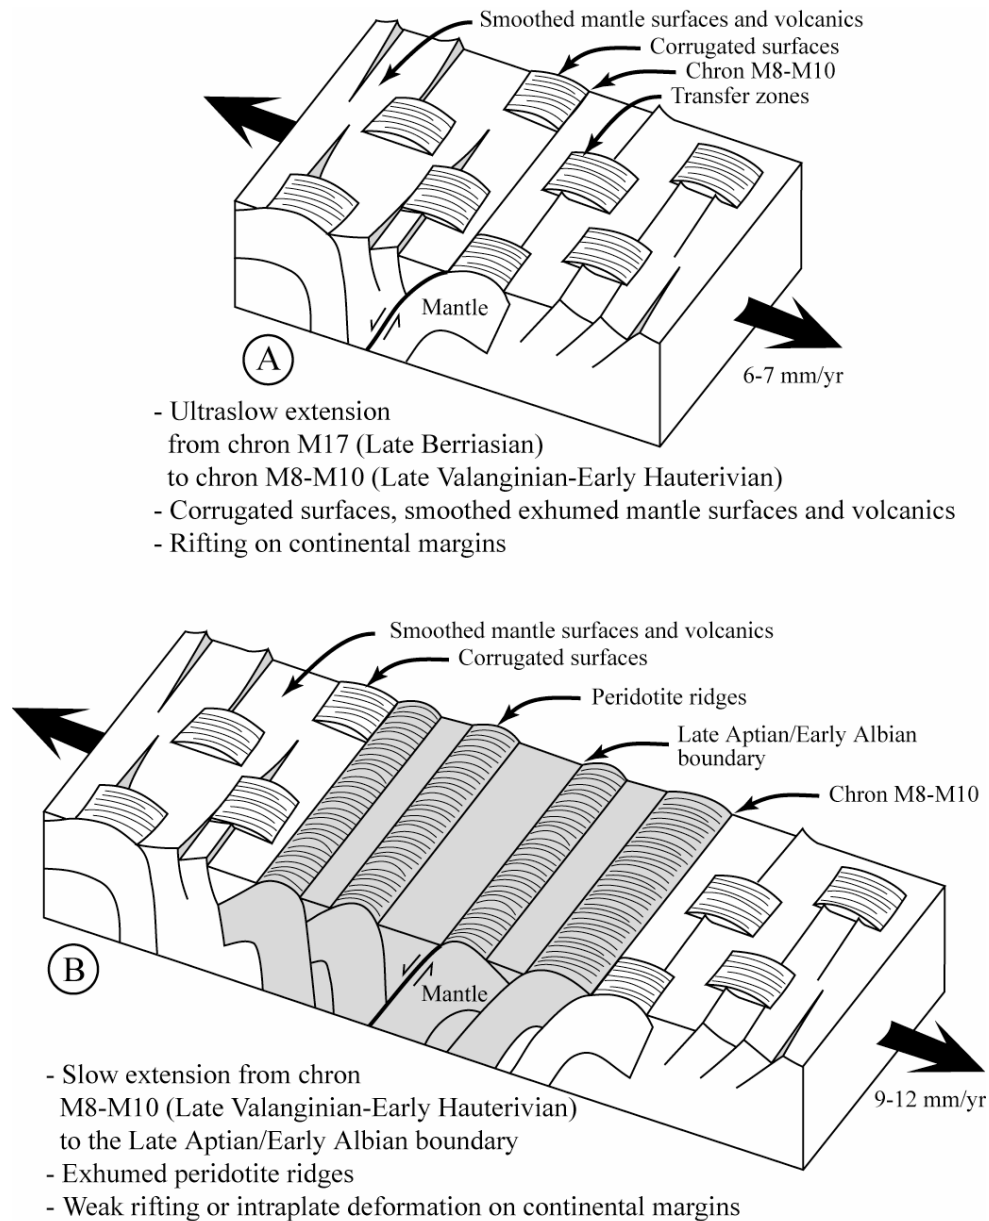 Smoothed mantle surfaces and volcanics
Corrugated surfaces
Chron M8-M10
Transfer zones
Mantle
A
6-7 mm/yr
- Ultraslow extension
from chron M17 (Late Berriasian)
to chron M8-M10 (Late Valanginian-Early Hauterivian)
- Corrugated surfaces, smoothed exhumed mantle surfaces and volcanics
- Rifting on continental margins
Smoothed mantle surfaces and volcanics
Corrugated surfaces
Peridotite ridges
Late Aptian/Early Albian
boundary
Chron M8-M10
B
Mantle
9-12 mm/yr
- Slow extension from chron
M8-M10 (Late Valanginian-Early Hauterivian)
to the Late Aptian/Early Albian boundary
- Exhumed peridotite ridges
- Weak rifting or intraplate deformation on continental margins